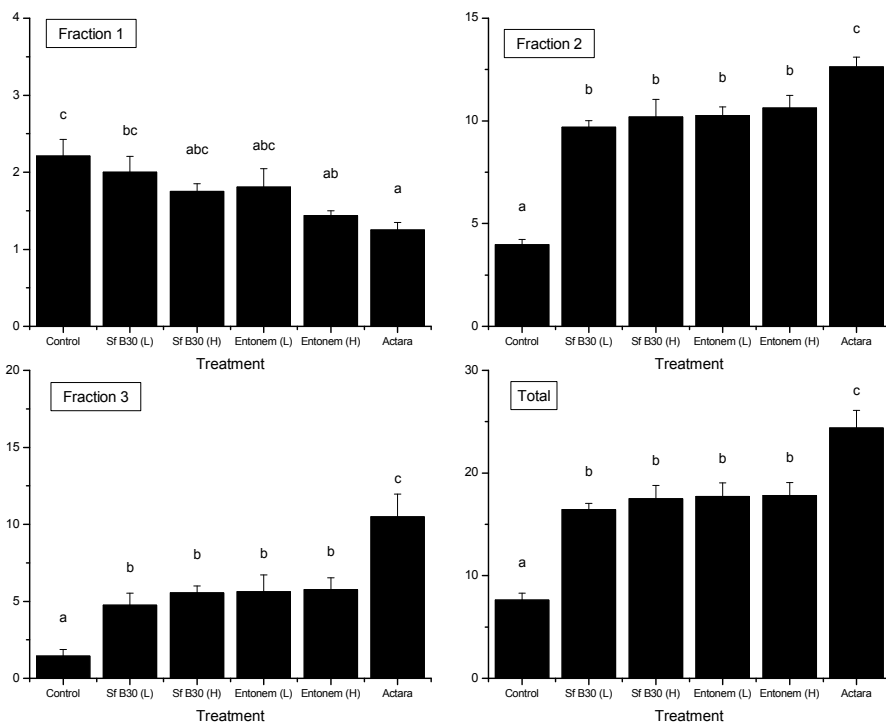 Fraction 1
4
3
2
1
0
c
bc
abc
abc
ab
a
Control Sf B30 (L) Sf B30 (H) Entonem (L) Entonem (H) Actara
Treatment
Fraction 2
15
10
5
0
a
b
b
b
b
c
Control Sf B30 (L) Sf B30 (H) Entonem (L) Entonem (H) Actara
Treatment
Fraction 3
20
15
10
5
0
a
b
b
b
b
c
Control Sf B30 (L) Sf B30 (H) Entonem (L) Entonem (H) Actara
Treatment
Total
30
20
10
0
a
b
b
b
b
c
Control Sf B30 (L) Sf B30 (H) Entonem (L) Entonem (H) Actara
Treatment